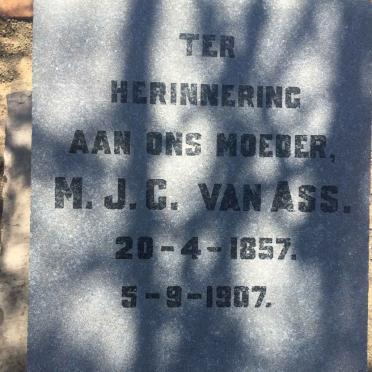 TER
HERINNERING
AAN ONS MOEDER,
M. J. C. VAN ASS.
20-4-1857.
5-9-1907.